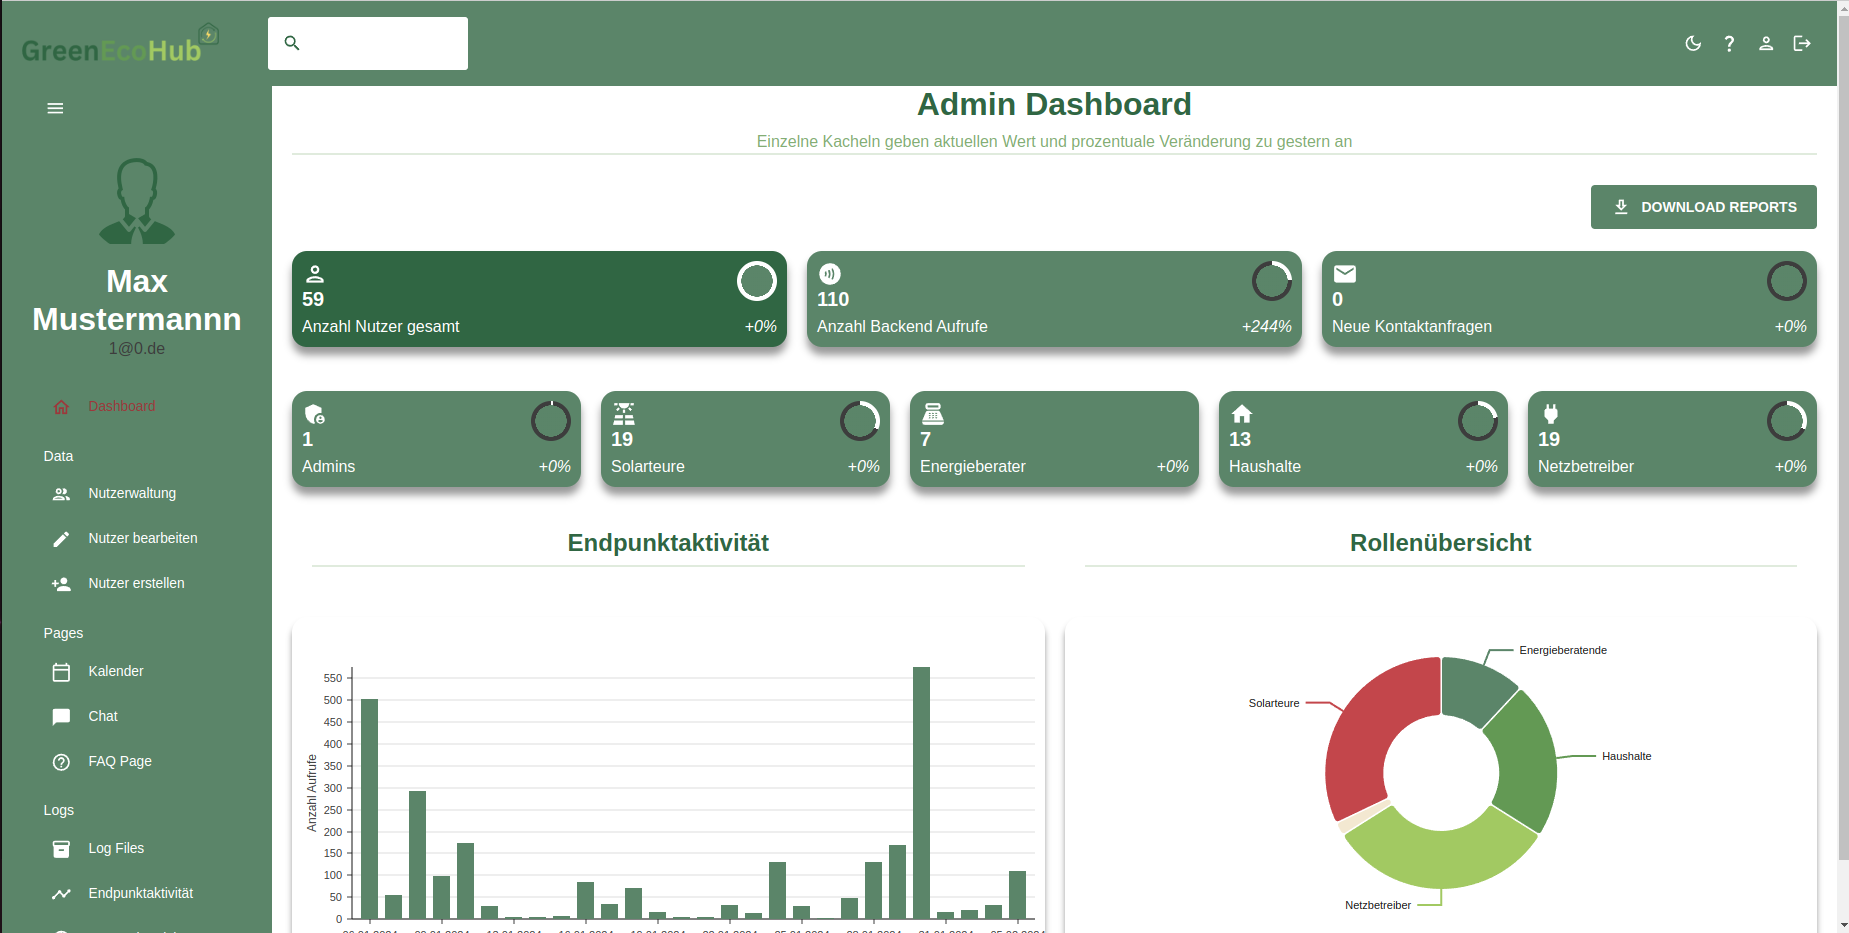 GreenEcoHub
Max
Mustermannn
1@0.de
Dashboard
Data
Nutzerwaltung
Nutzer bearbeiten
Nutzer erstellen
Pages
Kalender
Chat
FAQ Page
Logs
Log Files
Endpunktaktivität
Admin Dashboard
Einzelne Kacheln geben aktuellen Wert und prozentuale Veränderung zu gestern an
DOWNLOAD REPORTS
59
Anzahl Nutzer gesamt +0%
110
Anzahl Backend Aufrufe +244%
0
Neue Kontaktanfragen +0%
1
Admins +0%
19
Solarteure +0%
7
Energieberater +0%
13
Haushalte +0%
19
Netzbetreiber +0%
Endpunktaktivität
Anzahl Aufrufe
550
500
450
400
350
300
250
200
150
100
50
0
Rollenübersicht
Energieberatende
Solarteure
Haushalte
Netzbetreiber